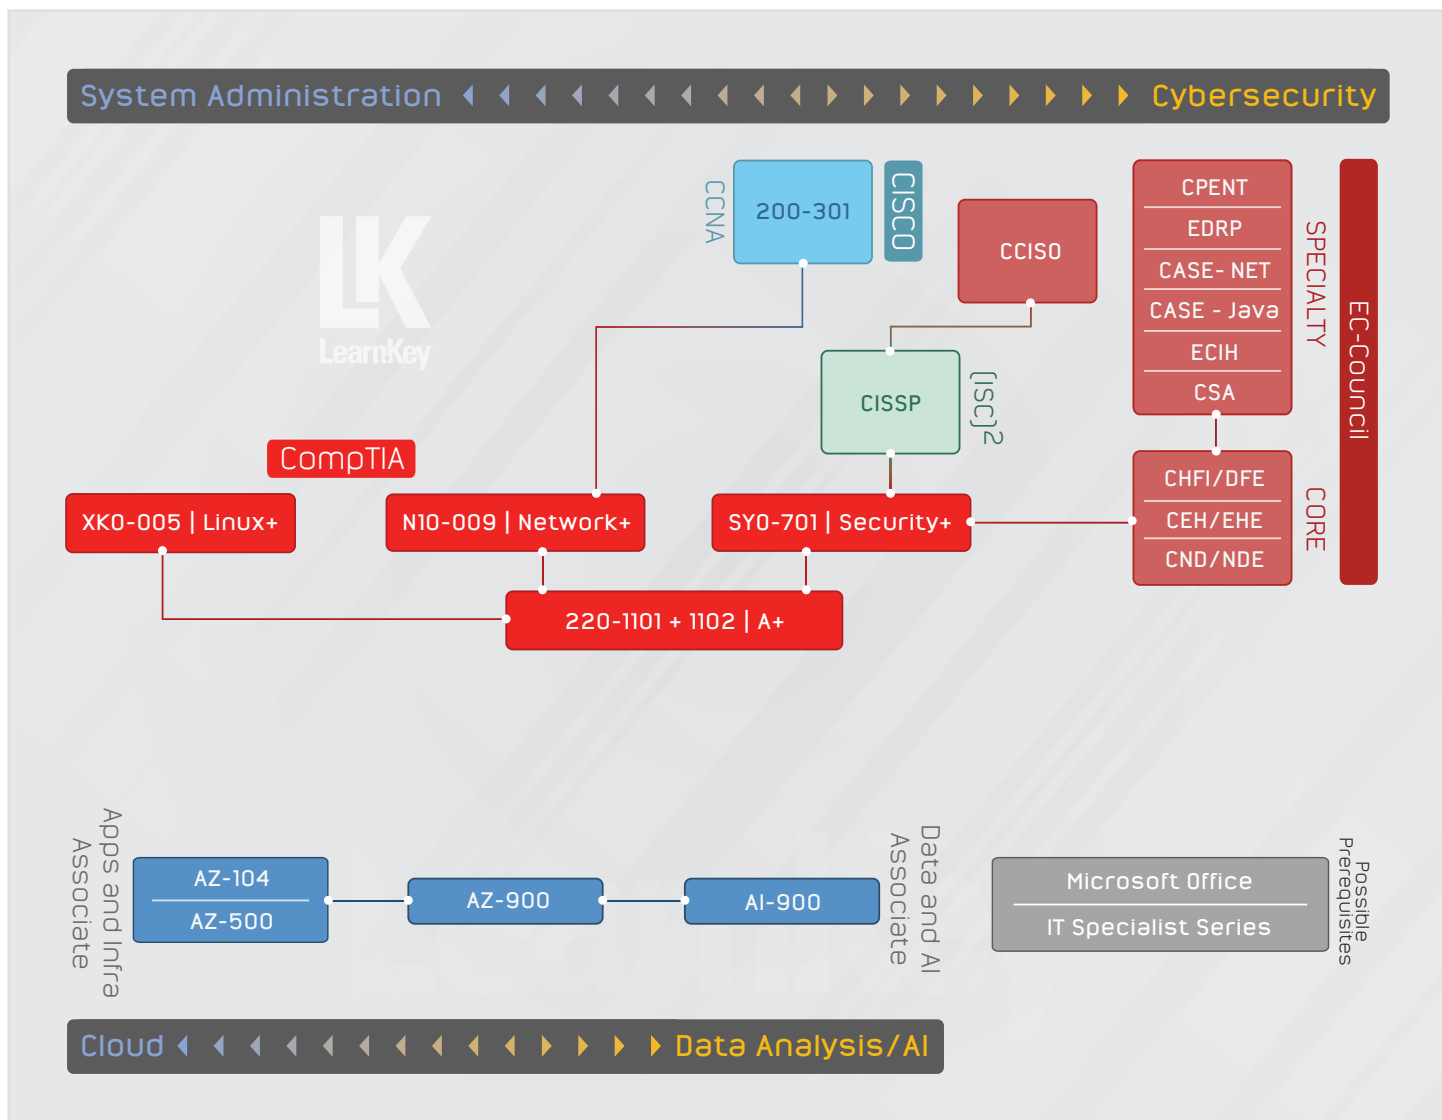 System Administration
Cybersecurity
CCNA
200-301
CISCO
CCISO
CPENT
EDRP
CASE- NET
CASE - Java
ECIH
CSA
SPECIALTY
EC-Council
LK
LearnKey
CISSP
(ISC)2
CompTIA
XK0-005 | Linux+
N10-009 | Network+
SY0-701 | Security+
CHFI/DFE
CEH/EHE
CND/NDE
CORE
220-1101 + 1102 | A+
Apps and Infra
Associate
AZ-104
AZ-500
AZ-900
AI-900
Data and AI
Associate
Microsoft Office
IT Specialist Series
Possible
Prerequisites
Cloud
Data Analysis/AI